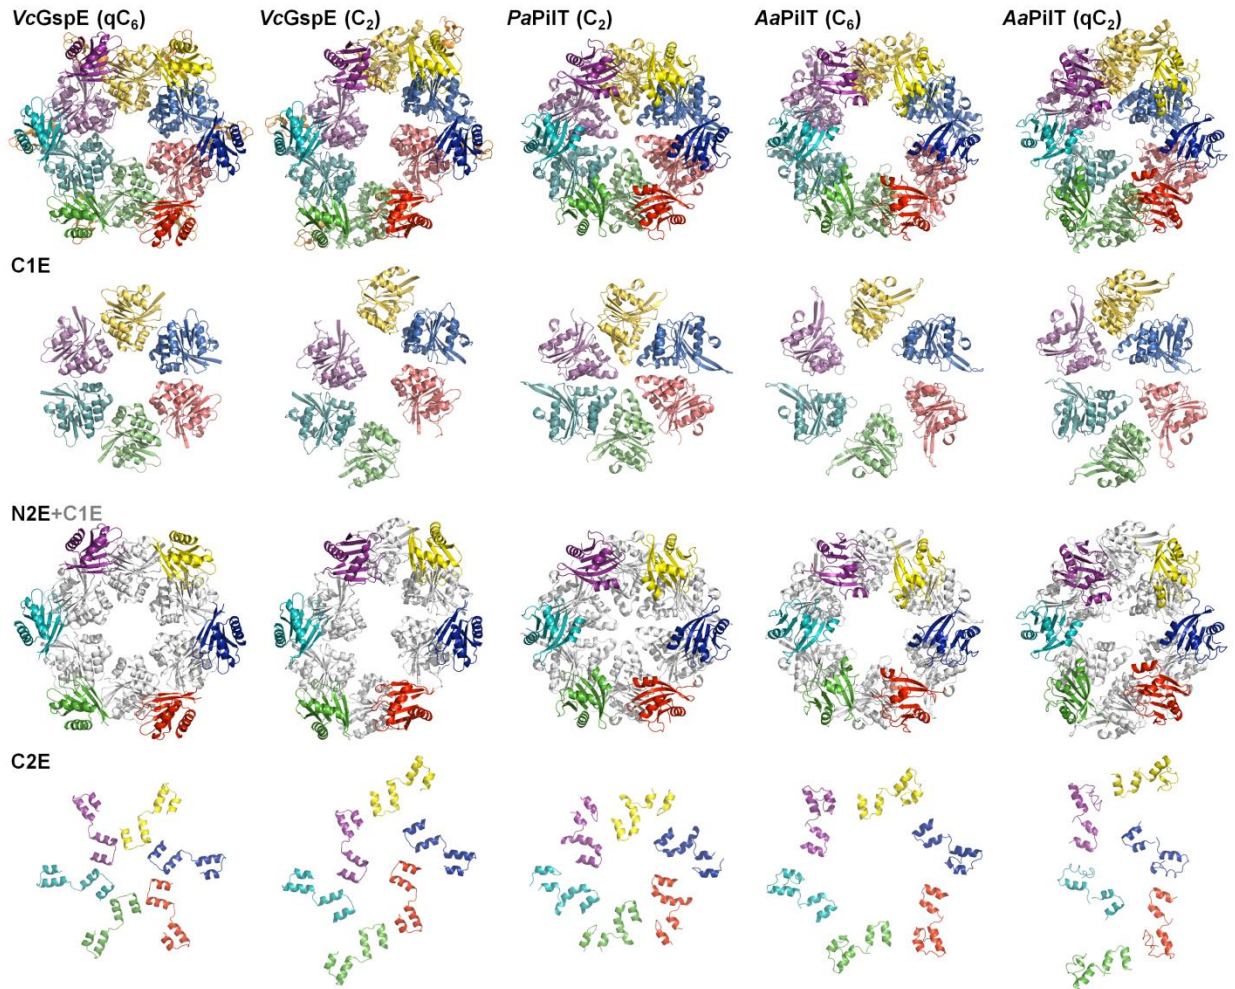 VcGspE (qC6) VcGspE (C2) PaPilT (C2) AaPilT (C6) AaPilT (qC2)
C1E
N2E+C1E
C2E